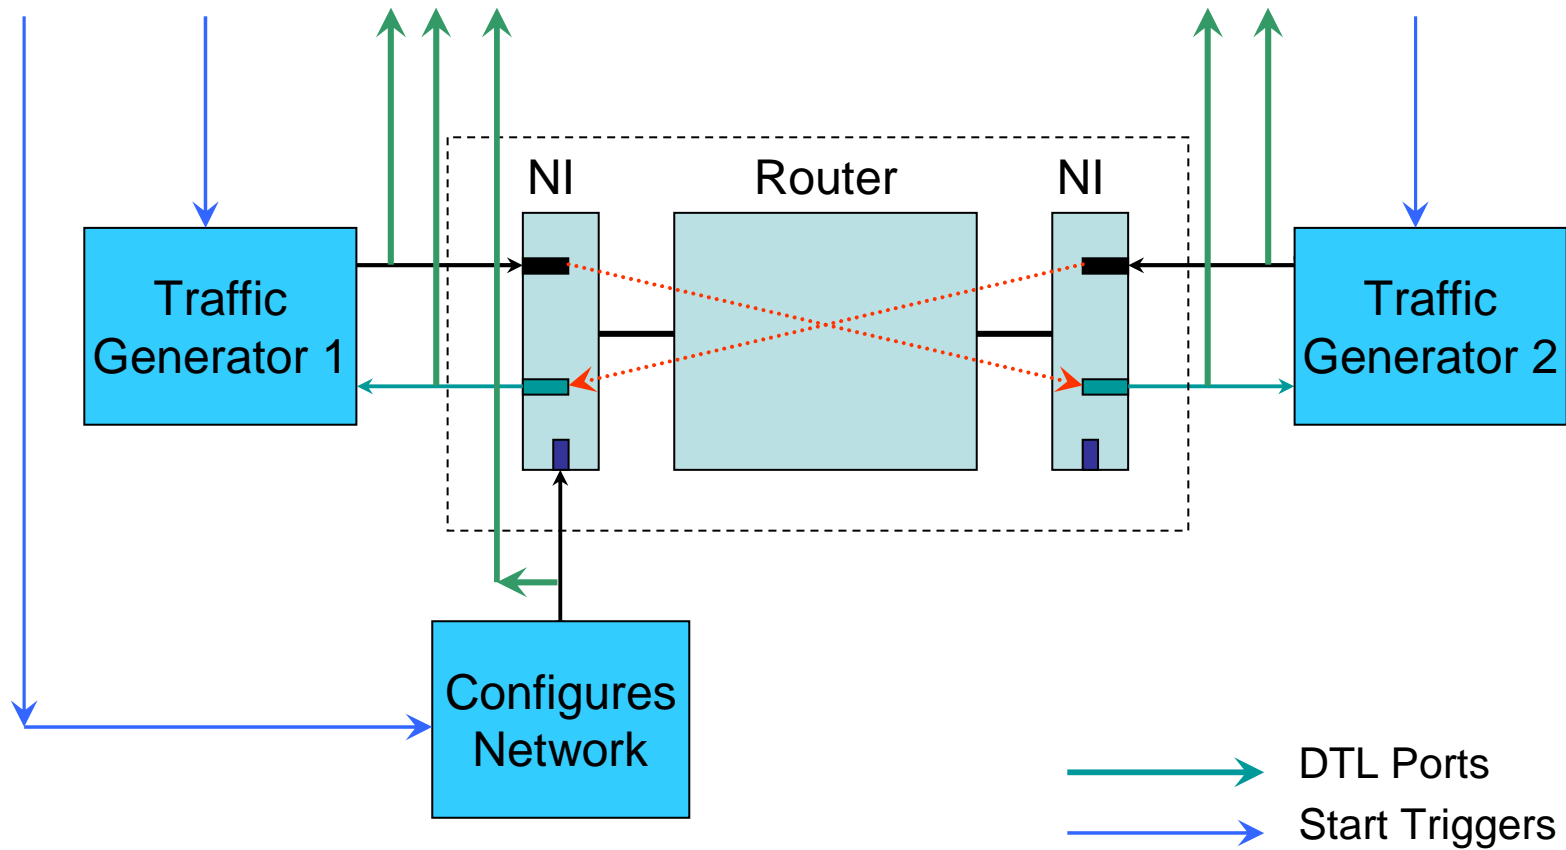 NI
Router
NI
Traffic
Generator 1
Traffic
Generator 2
Configures
Network
DTL Ports
Start Triggers